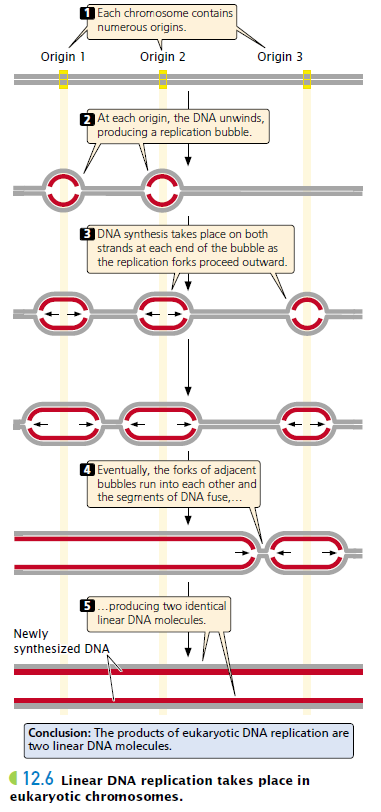 1 Each chromosome contains
numerous origins.
Origin 1 Origin 2 Origin 3
2 At each origin, the DNA unwinds,
producing a replication bubble.
3 DNA synthesis takes place on both
strands at each end of the bubble as
the replication forks proceed outward.
4 Eventually, the forks of adjacent
bubbles run into each other and
the segments of DNA fuse,…
5 …producing two identical
linear DNA molecules.
Newly
synthesized DNA
Conclusion: The products of eukaryotic DNA replication are
two linear DNA molecules.
12.6 Linear DNA replication takes place in
eukaryotic chromosomes.